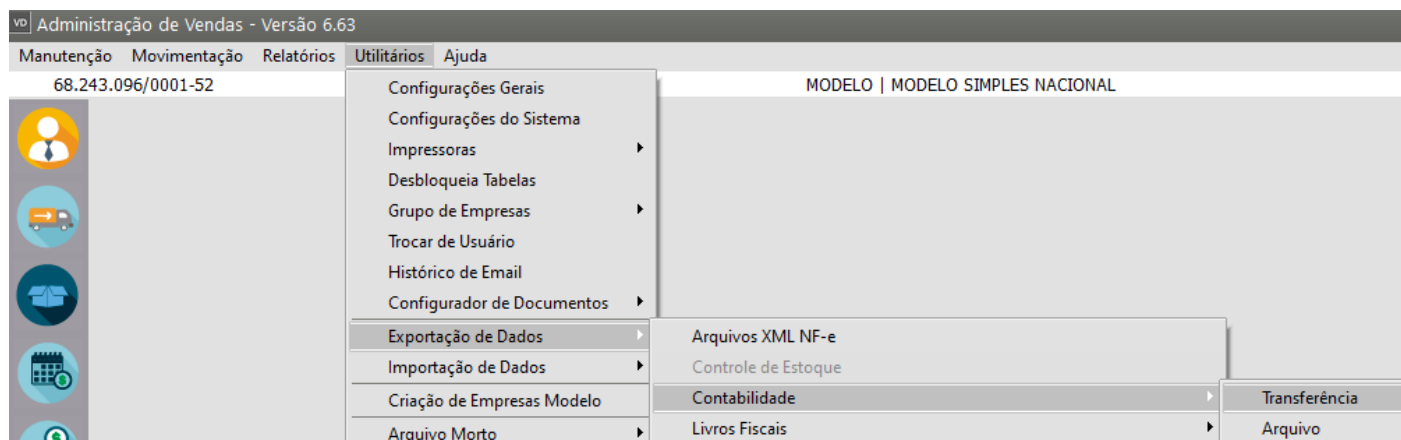 VD Administração de Vendas - Versão 6.63
Manutenção Movimentação Relatórios Utilitários Ajuda
68.243.096/0001-52 MODELO | MODELO SIMPLES NACIONAL
Configurações Gerais
Configurações do Sistema
Impressoras
Desbloqueia Tabelas
Grupo de Empresas
Trocar de Usuário
Histórico de Email
Configurador de Documentos
Exportação de Dados Arquivos XML NF-e
Importação de Dados Controle de Estoque
Criação de Empresas Modelo Contabilidade Transferência
Arquivo Morto Livros Fiscais Arquivo